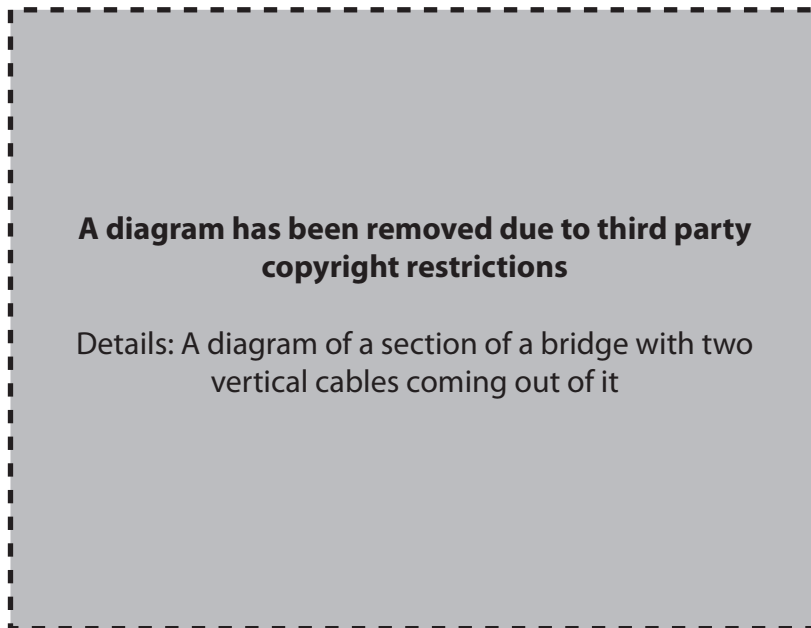 A diagram has been removed due to third party
copyright restrictions
Details: A diagram of a section of a bridge with two
vertical cables coming out of it